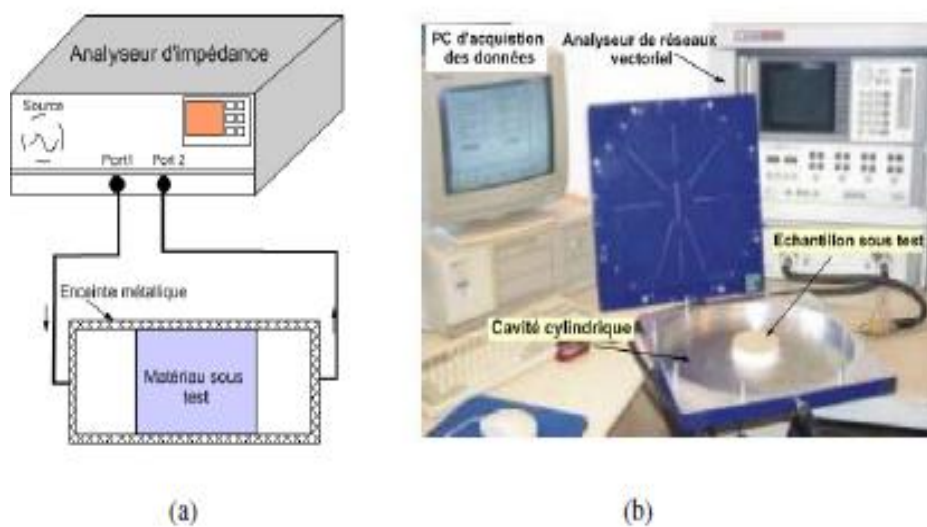 Analyseur d'impédance
Source
Port1 Port 2
Enceinte métallique
Matériau sous
test
(a)
PC d'acquistion
des données
Analyseur de réseaux
vectoriel
Echantillon sous test
Cavité cylindrique
(b)